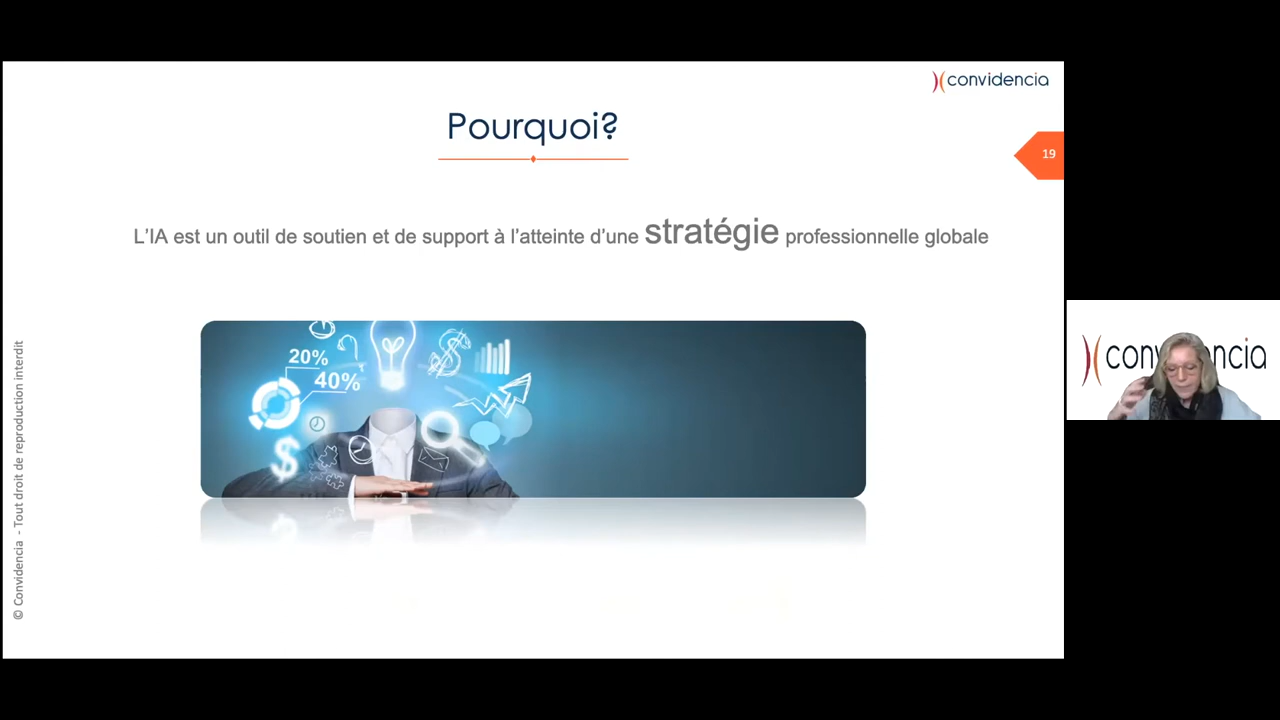 convidencia
Pourquoi?
19
L’IA est un outil de soutien et de support à l’atteinte d’une stratégie professionnelle globale
20%
40%
© Convidencia - Tout droit de reproduction interdit